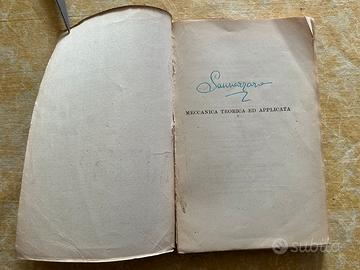 Sannazzaro
MECCANICA TEORICA ED APPLICATA
subito